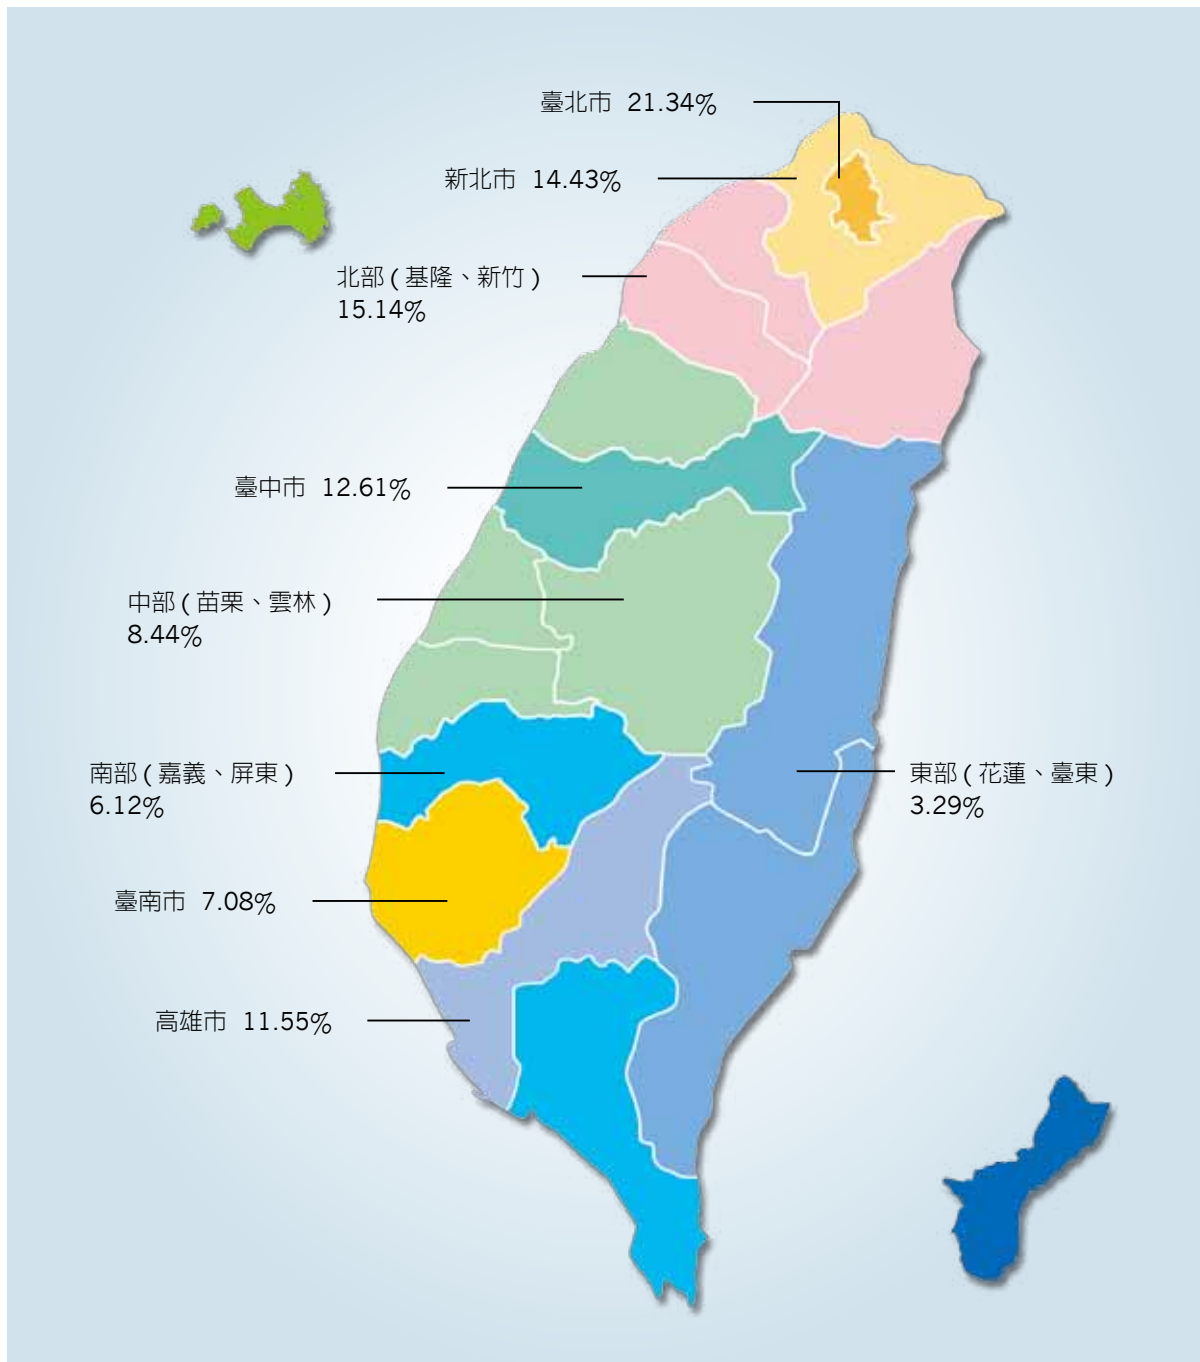 臺北市 21.34%
新北市 14.43%
北部 ( 基隆、新竹 )
15.14%
臺中市 12.61%
中部 ( 苗栗、雲林 )
8.44%
南部 ( 嘉義、屏東 )
6.12%
東部 ( 花蓮、臺東 )
3.29%
臺南市 7.08%
高雄市 11.55%